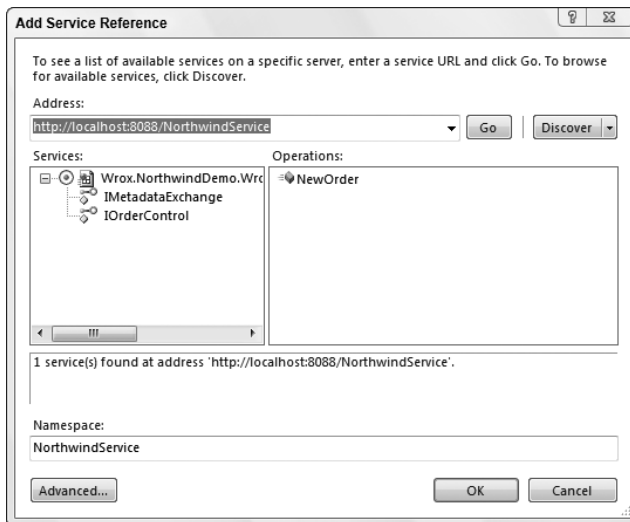 Add Service Reference
To see a list of available services on a specific server, enter a service URL and click Go. To browse
for available services, click Discover.
Address:
http://localhost:8088/NorthwindService
Go
Discover
Services:
Operations:
Wrox.NorthwindDemo.Wrc
IMetadataExchange
IOrderControl
NewOrder
1 service(s) found at address 'http://localhost:8088/NorthwindService'.
Namespace:
NorthwindService
Advanced...
OK
Cancel